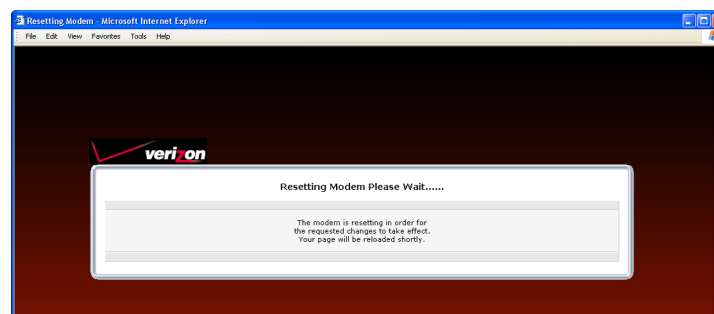 Resetting Modem - Microsoft Internet Explorer
File Edit View Favorites Tools Help
verizon
Resetting Modem Please Wait......
The modem is resetting in order for
the requested changes to take effect.
Your page will be reloaded shortly.